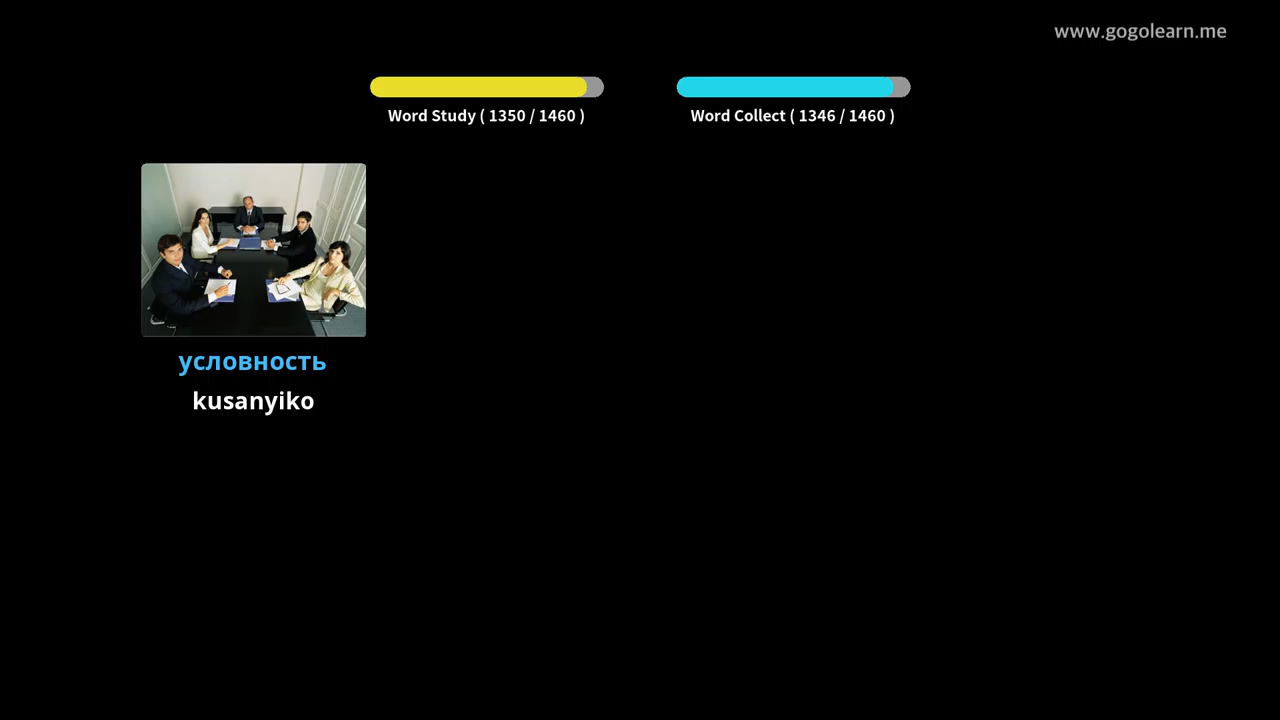 www.gogolearn.me
Word Study ( 1350 / 1460 )
Word Collect ( 1346 / 1460 )
условность
kusanyiko